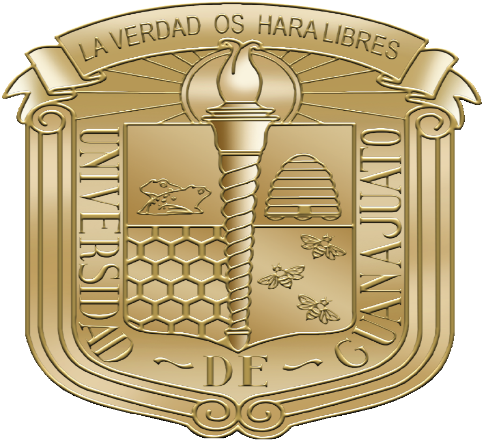 LA VERDAD OS HARA LIBRES
UNIVERSIDAD
DE
GUANAJUATO